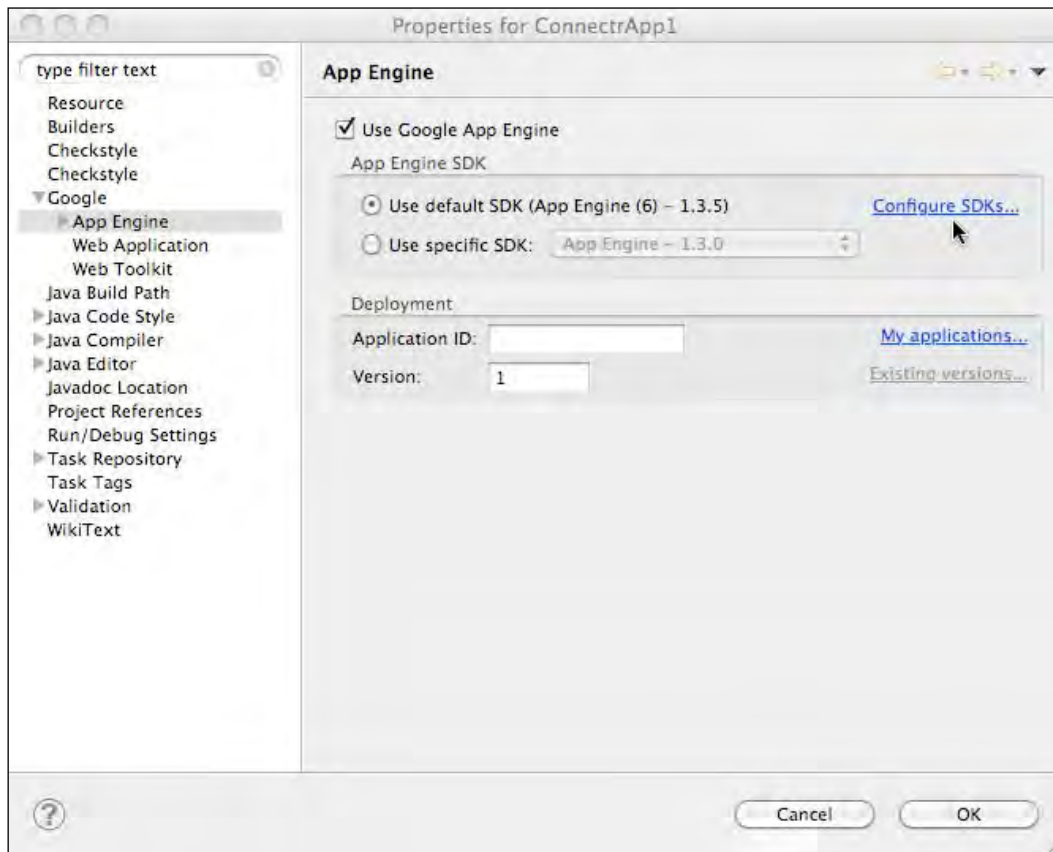 Properties for ConnectrApp1
type filter text
Resource
Builders
Checkstyle
Checkstyle
Google
App Engine
Web Application
Web Toolkit
Java Build Path
Java Code Style
Java Compiler
Java Editor
Javadoc Location
Project References
Run/Debug Settings
Task Repository
Task Tags
Validation
WikiText
App Engine
Use Google App Engine
App Engine SDK
Use default SDK (App Engine (6) – 1.3.5)
Configure SDKs...
Use specific SDK:
App Engine – 1.3.0
Deployment
Application ID:
My applications...
Version:
1
Existing versions...
?
Cancel
OK